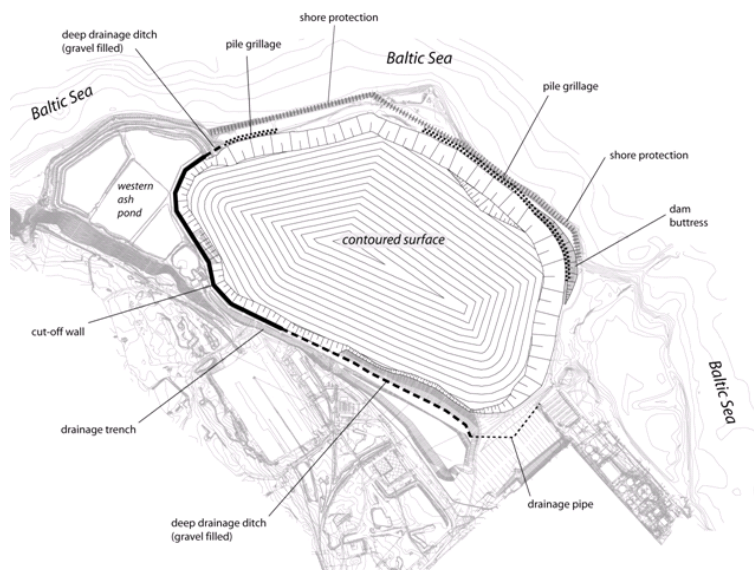 shore protection
deep drainage ditch
(gravel filled)
pile grillage
Baltic Sea
Baltic Sea
pile grillage
shore protection
western
ash
pond
dam
buttress
contoured surface
cut-off wall
Baltic Sea
drainage trench
drainage pipe
deep drainage ditch
(gravel filled)